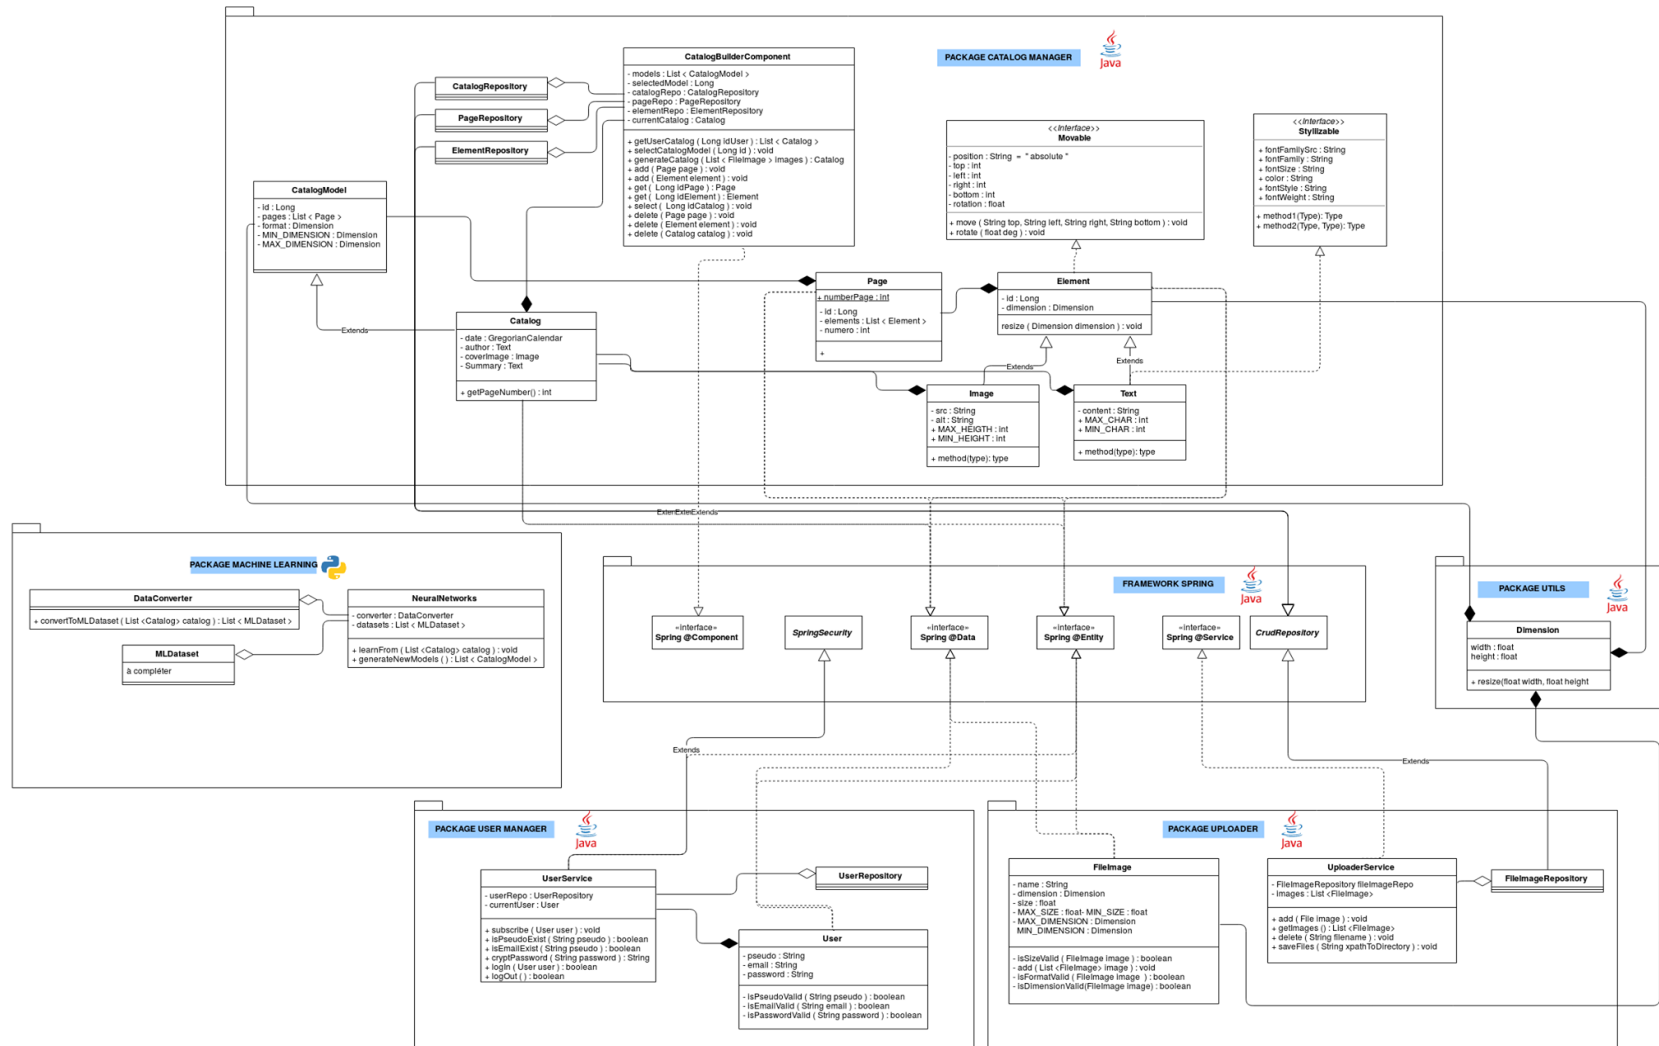 PACKAGE CATALOG MANAGER
Java
CatalogBuilderComponent
- models : List < CatalogModel >
- selectedModel : Long
- catalogRepo : CatalogRepository
- pageRepo : PageRepository
- elementRepo : ElementRepository
- currentCatalog : Catalog
+ getUserCatalog ( Long idUser ) : List < Catalog >
+ selectCatalogModel ( Long id ) : void
+ generateCatalog ( List < FileImage > images ) : Catalog
+ add ( Page page ) : void
+ add ( Element element ) : void
+ get ( Long idPage ) : Page
+ get ( Long idElement ) : Element
+ select ( Long idCatalog ) : void
+ delete ( Page page ) : void
+ delete ( Element element ) : void
+ delete ( Catalog catalog ) : void
CatalogRepository
PageRepository
ElementRepository
<<Interface>>
Movable
- position : String = " absolute "
- top : int
- left : int
- right : int
- bottom : int
- rotation : float
+ move ( String top, String left, String right, String bottom ) : void
+ rotate ( float deg ) : void
<<Interface>>
Stylizable
+ fontFamilySrc : String
+ fontFamily : String
+ fontSize : String
+ color : String
+ fontStyle : String
+ fontWeight : String
+ method1(Type): Type
+ method2(Type, Type): Type
CatalogModel
- id : Long
- pages : List < Page >
- format : Dimension
- MIN_DIMENSION : Dimension
- MAX_DIMENSION : Dimension
Page
+ numberPage : int
- id : Long
- elements : List < Element >
- numero : int
+
Element
- id : Long
- dimension : Dimension
resize ( Dimension dimension ) : void
Extends
Catalog
- date : GregorianCalendar
- author : Text
- coverImage : Image
- Summary : Text
+ getPageNumber() : int
Extends
Extends
Image
- src : String
- alt : String
+ MAX_HEIGTH : int
+ MIN_HEIGHT : int
+ method(type): type
Text
- content : String
+ MAX_CHAR : int
+ MIN_CHAR : int
+ method(type): type
ExterExterExtends
PACKAGE MACHINE LEARNING
DataConverter
+ convertToMLDataset ( List <Catalog> catalog ) : List < MLDataset >
NeuralNetworks
- converter : DataConverter
- datasets : List < MLDataset >
+ learnFrom ( List <Catalog> catalog ) : void
+ generateNewModels ( ) : List < CatalogModel >
MLDataset
à compléter
FRAMEWORK SPRING
Java
«interface»
Spring @Component
SpringSecurity
«interface»
Spring @Data
«interface»
Spring @Entity
«interface»
Spring @Service
CrudRepository
PACKAGE UTILS
Java
Dimension
width : float
height : float
+ resize(float width, float height
Extends
Extends
PACKAGE USER MANAGER
Java
UserService
- userRepo : UserRepository
- currentUser : User
+ subscribe ( User user ) : void
+ isPseudoExist ( String pseudo ) : boolean
+ isEmailExist ( String pseudo ) : boolean
+ cryptPassword ( String password ) : String
+ logIn ( User user ) : boolean
+ logOut ( ) : boolean
UserRepository
User
- pseudo : String
- email : String
- password : String
- isPseudoValid ( String pseudo ) : boolean
- isEmailValid ( String email ) : boolean
- isPasswordValid ( String password ) : boolean
PACKAGE UPLOADER
Java
FileImage
- name : String
- dimension : Dimension
- size : float
- MAX_SIZE : float- MIN_SIZE : float
- MAX_DIMENSION : Dimension
MIN_DIMENSION : Dimension
- isSizeValid ( FileImage image ) : boolean
- add ( List <FileImage> image ) : void
- isFormatValid ( FileImage image ) : boolean
- isDimensionValid(FileImage image) : boolean
UploaderService
- FileImageRepository fileImageRepo
- Images : List <FileImage>
+ add ( File image ) : void
+ getImages () : List <FileImage>
+ delete ( String filename ) : void
+ saveFiles ( String xpathToDirectory ) : void
FileImageRepository